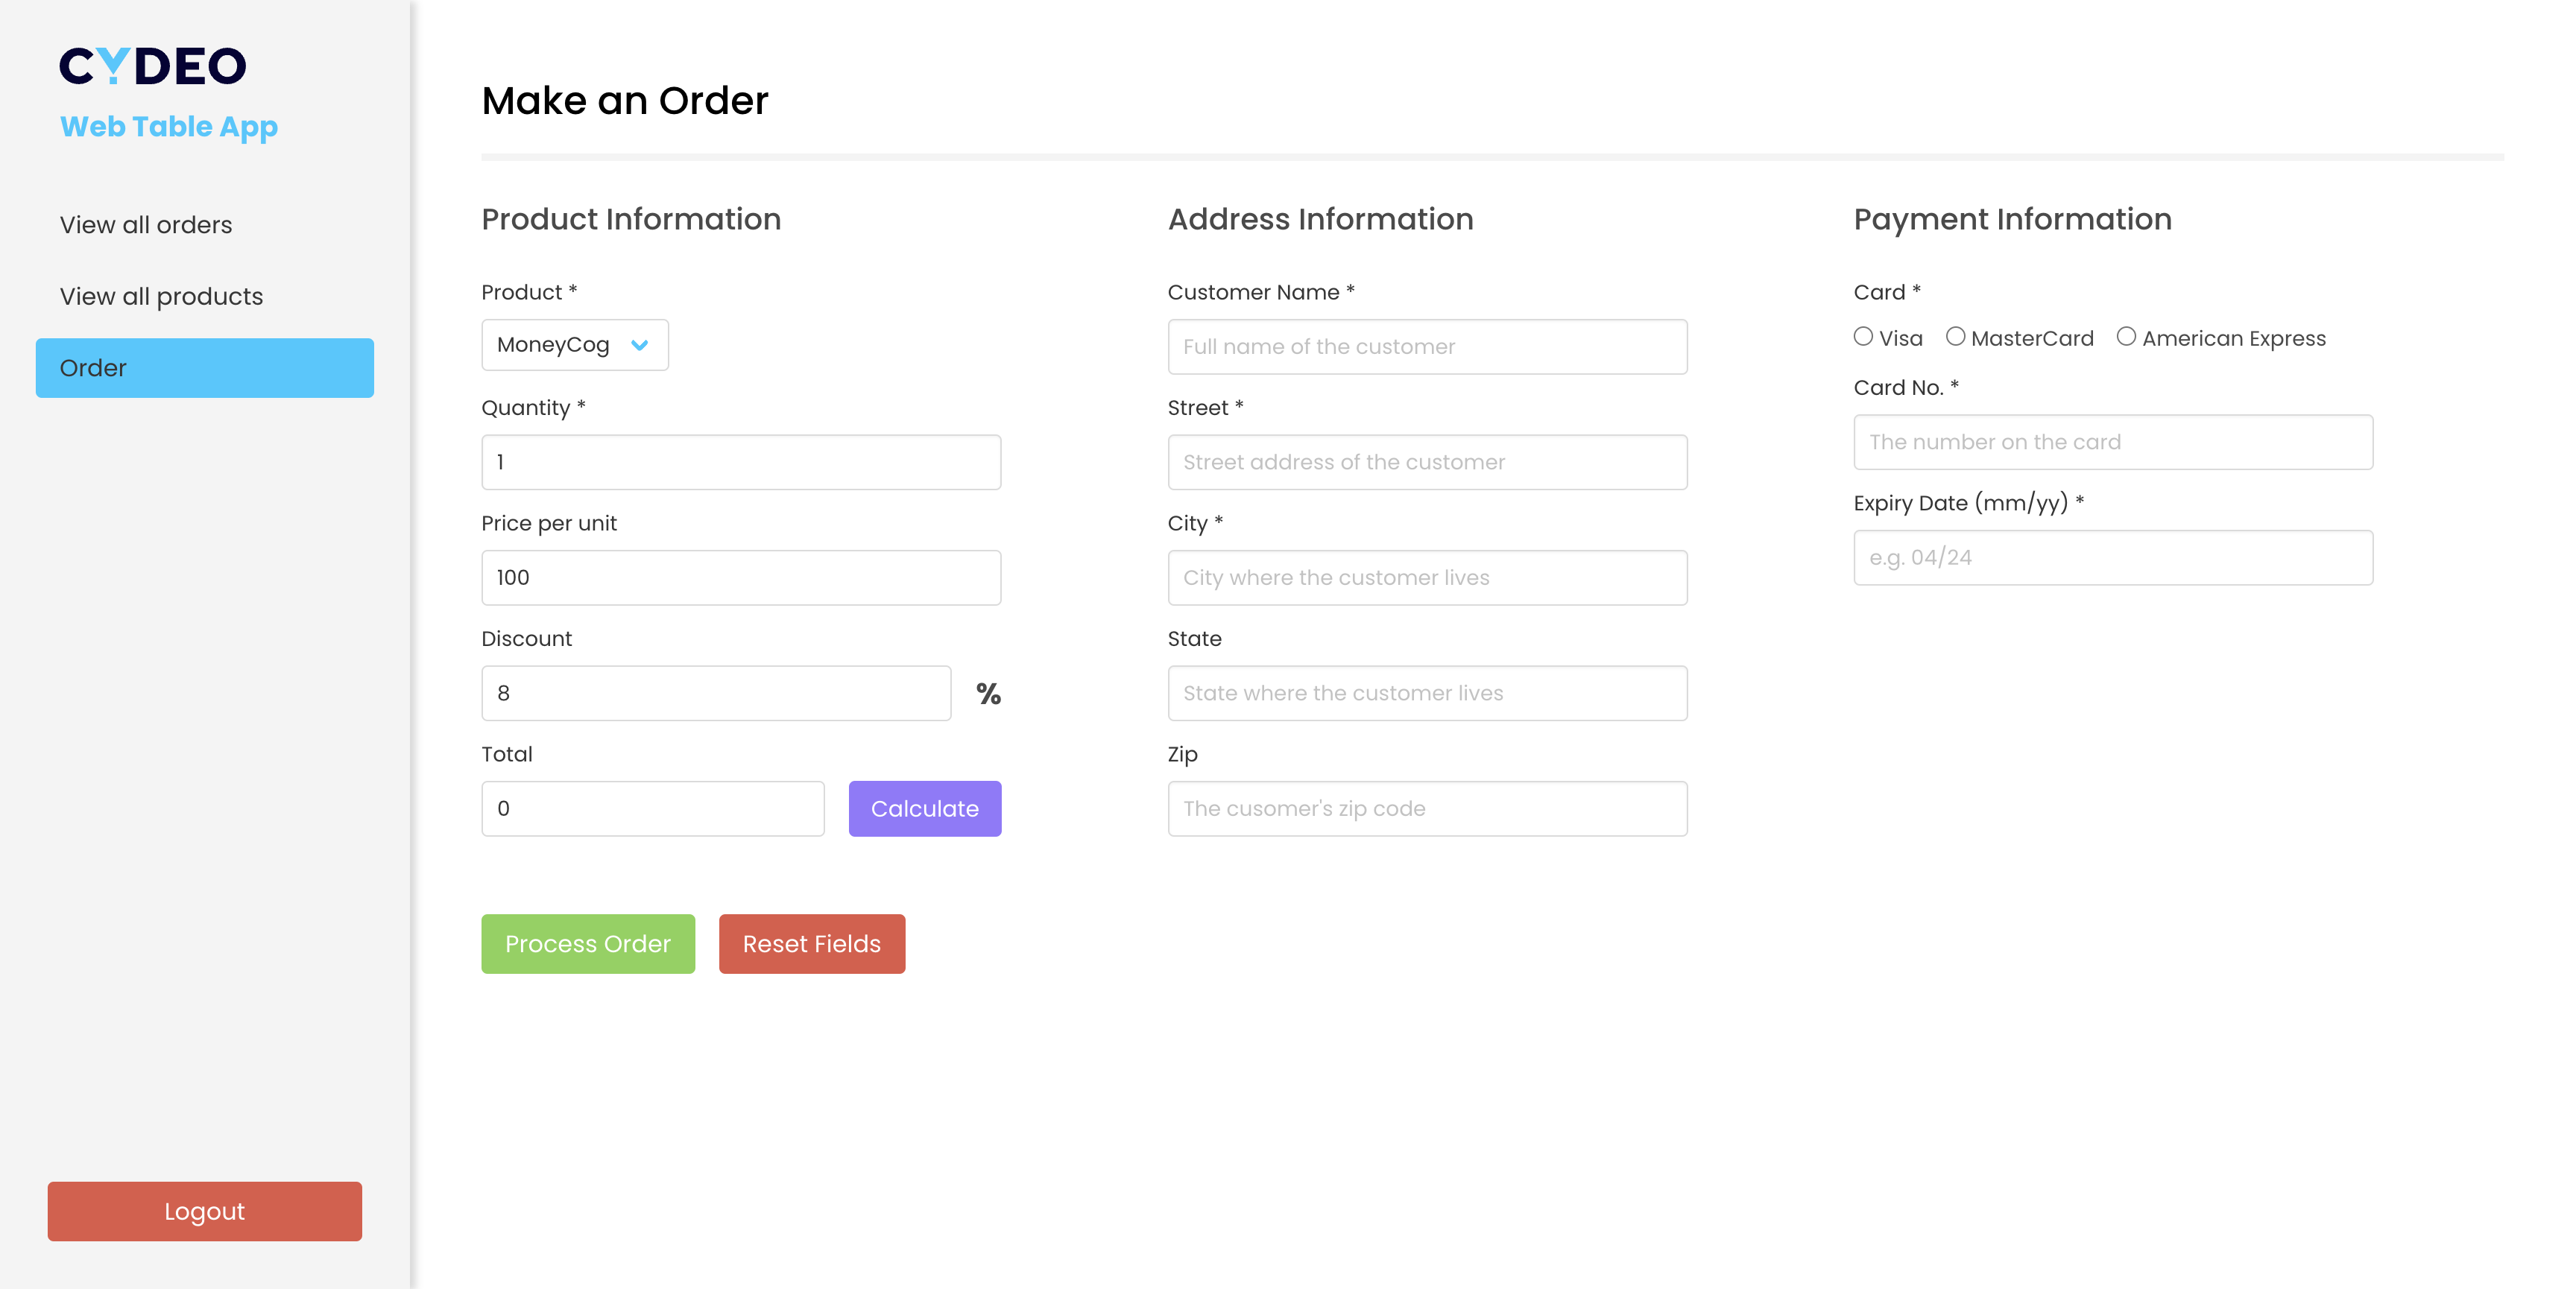 CYDEO
Web Table App
View all orders
View all products
Order
Logout
Make an Order
Product Information
Product *
MoneyCog
Quantity *
1
Price per unit
100
Discount
8
%
Total
0
Calculate
Process Order
Reset Fields
Address Information
Customer Name *
Full name of the customer
Street *
Street address of the customer
City *
City where the customer lives
State
State where the customer lives
Zip
The cusomer's zip code
Payment Information
Card *
Visa MasterCard American Express
Card No. *
The number on the card
Expiry Date (mm/yy) *
e.g. 04/24